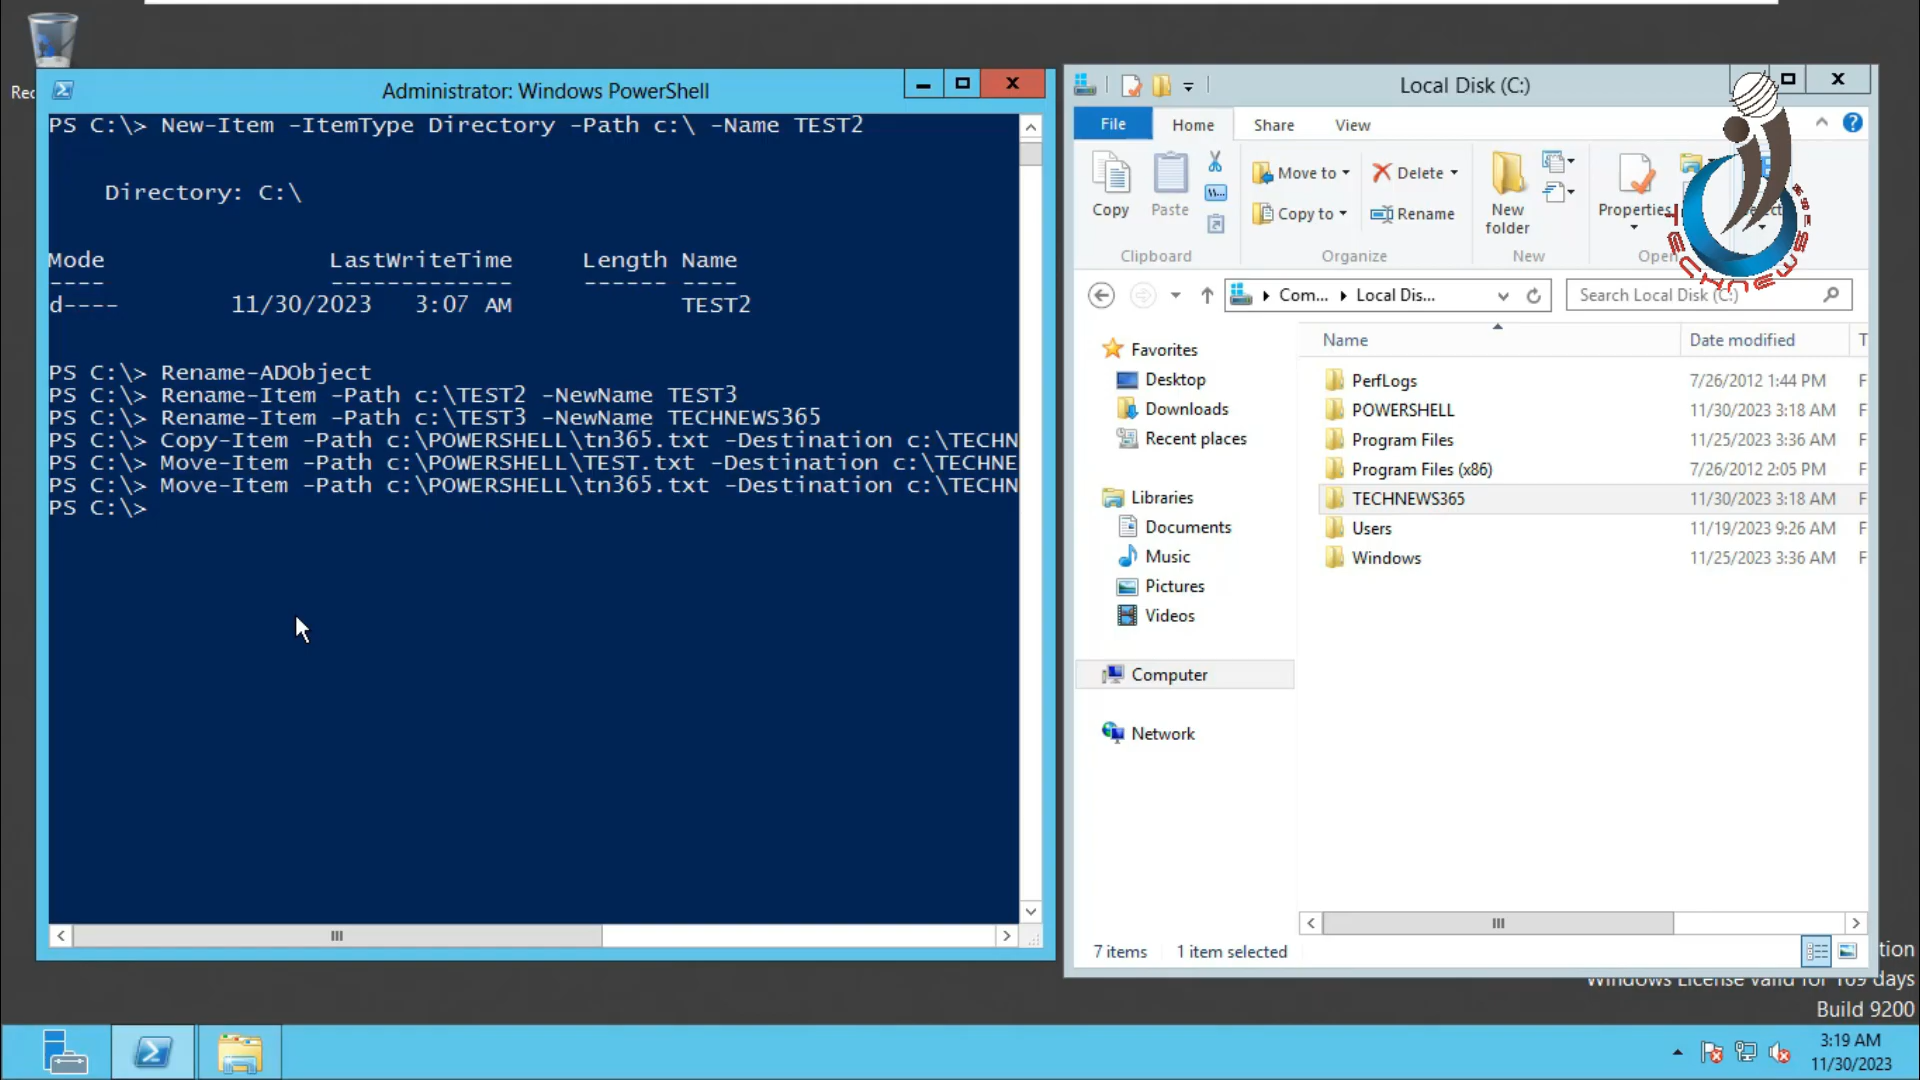 Rec
Administrator: Windows PowerShell
PS C:\> New-Item -ItemType Directory -Path c:\ -Name TEST2
Directory: C:\
Mode LastWriteTime Length Name
---- ------------- ------ ----
d---- 11/30/2023 3:07 AM TEST2
PS C:\> Rename-ADObject
PS C:\> Rename-Item -Path c:\TEST2 -NewName TEST3
PS C:\> Rename-Item -Path c:\TEST3 -NewName TECHNEWS365
PS C:\> Copy-Item -Path c:\POWERSHELL\tn365.txt -Destination c:\TECHN
PS C:\> Move-Item -Path c:\POWERSHELL\TEST.txt -Destination c:\TECHNE
PS C:\> Move-Item -Path c:\POWERSHELL\tn365.txt -Destination c:\TECHN
PS C:\>
Local Disk (C:)
File Home Share View
Copy Paste Move to Delete New folder Properties
Copy to Rename
Clipboard Organize New Open
Com... Local Dis... Search Local Disk (C:)
Favorites
Desktop
Downloads
Recent places
Libraries
Documents
Music
Pictures
Videos
Computer
Network
Name Date modified T
PerfLogs 7/26/2012 1:44 PM F
POWERSHELL 11/30/2023 3:18 AM F
Program Files 11/25/2023 3:36 AM F
Program Files (x86) 7/26/2012 2:05 PM F
TECHNEWS365 11/30/2023 3:18 AM F
Users 11/19/2023 9:26 AM F
Windows 11/25/2023 3:36 AM F
7 items 1 item selected
tion
Windows License valid for 169 days
Build 9200
3:19 AM
11/30/2023